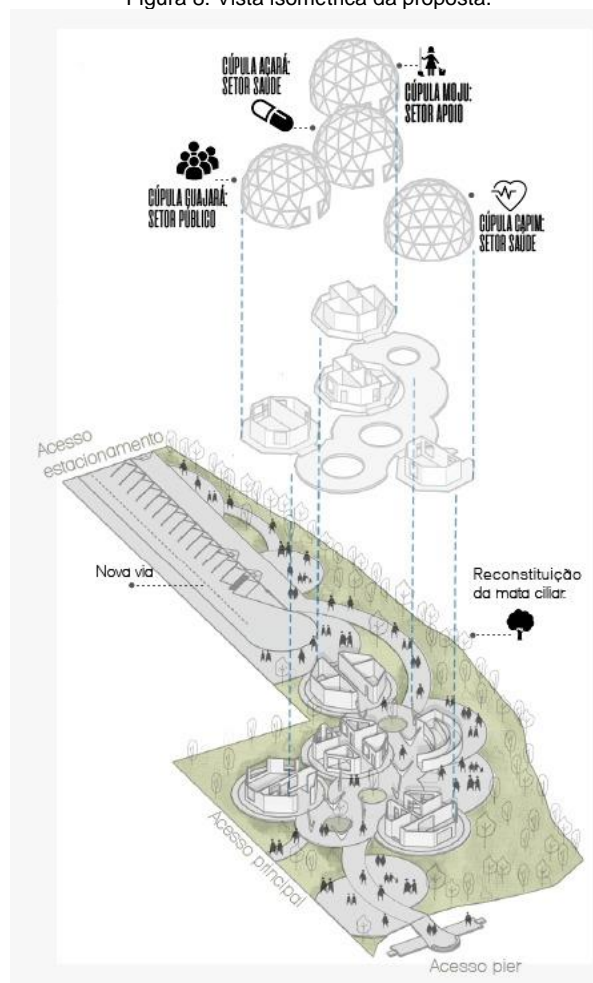 Figura 8: Vista isométrica da proposta.
CÚPULA AÇARÁ:
SETOR SAÚDE
CÚPULA MOJU:
SETOR APOIO
CÚPULA GUAJARÁ:
SETOR PÚBLICO
CÚPULA CAPIM:
SETOR SAÚDE
Acesso
estacionamento
Nova via
Reconstituição
da mata ciliar.
Acesso principal
Acesso pier